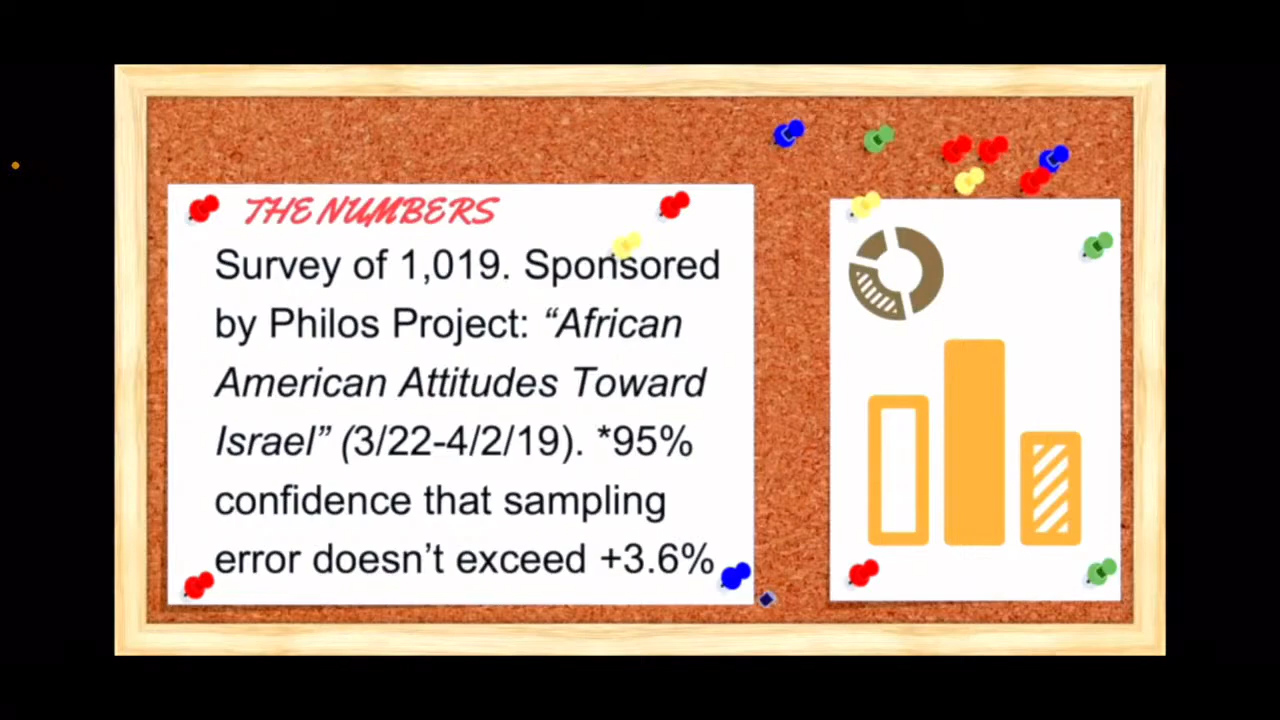 THE NUMBERS
Survey of 1,019. Sponsored
by Philos Project: “African
American Attitudes Toward
Israel” (3/22-4/2/19). *95%
confidence that sampling
error doesn’t exceed +3.6%